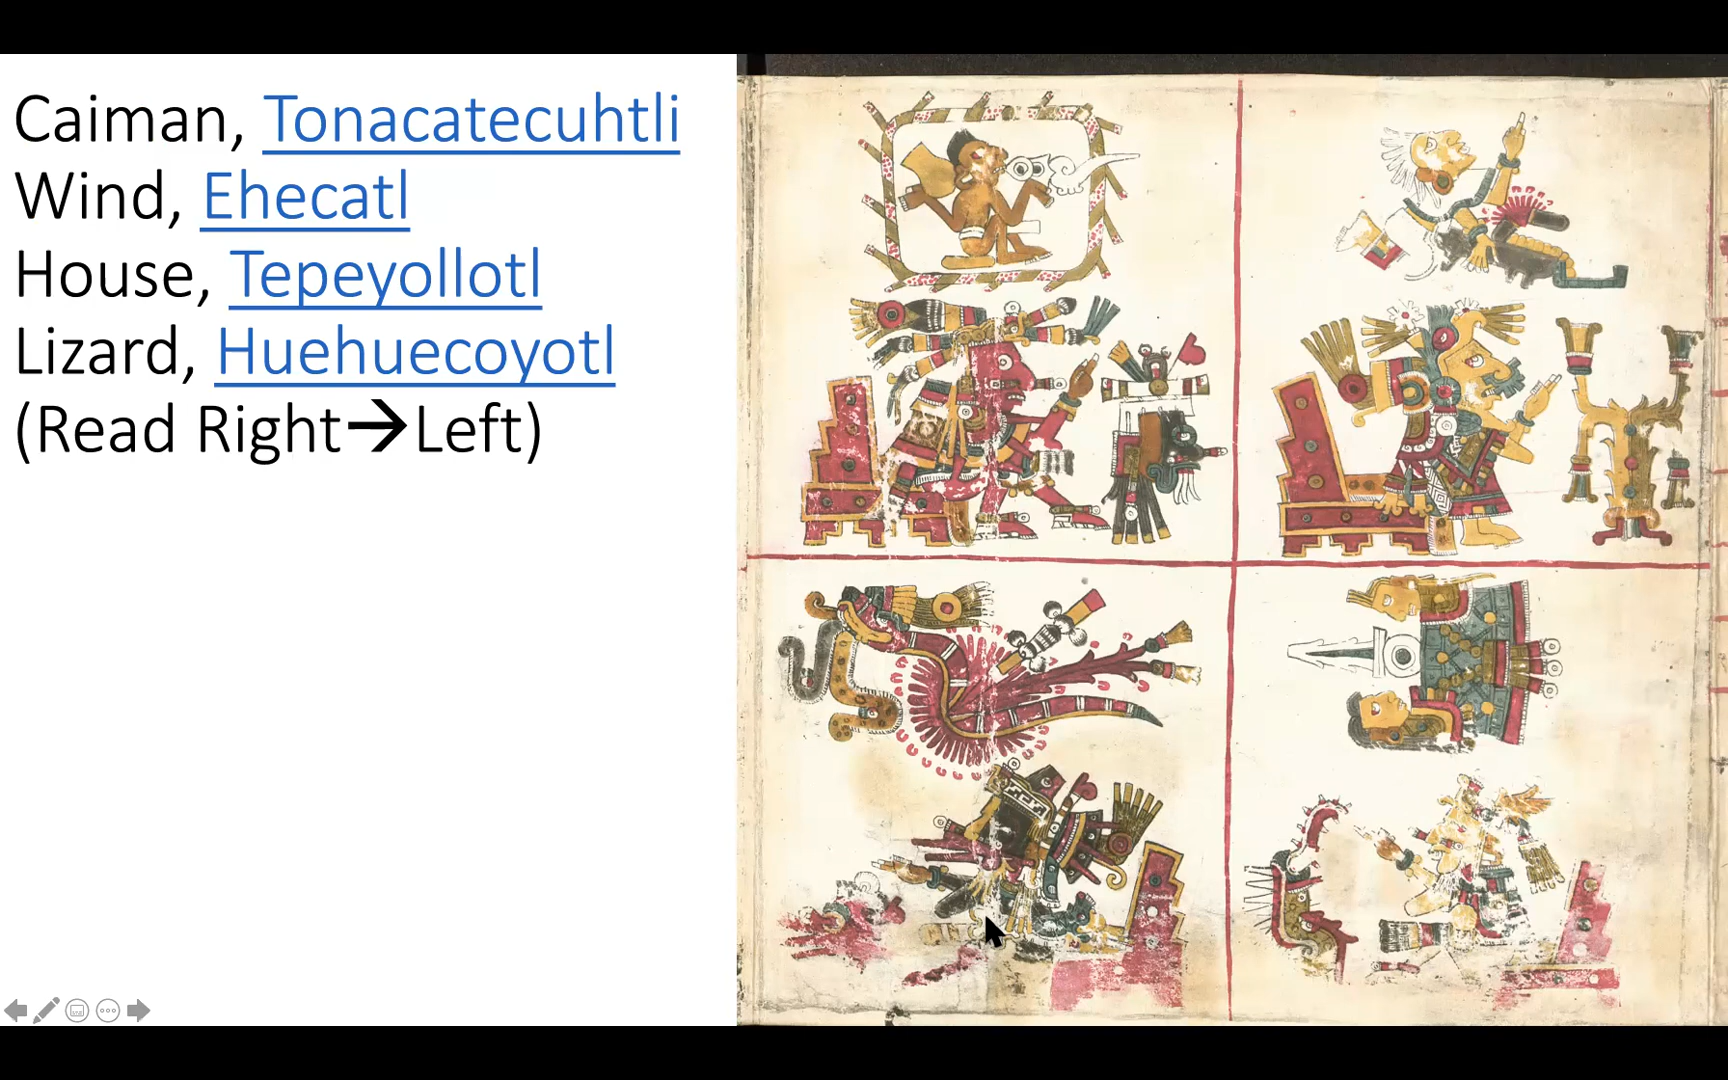 Caiman, Tonacatecuhtli
Wind, Ehecatl
House, Tepeyollotl
Lizard, Huehuecoyotl
(Read Right→Left)